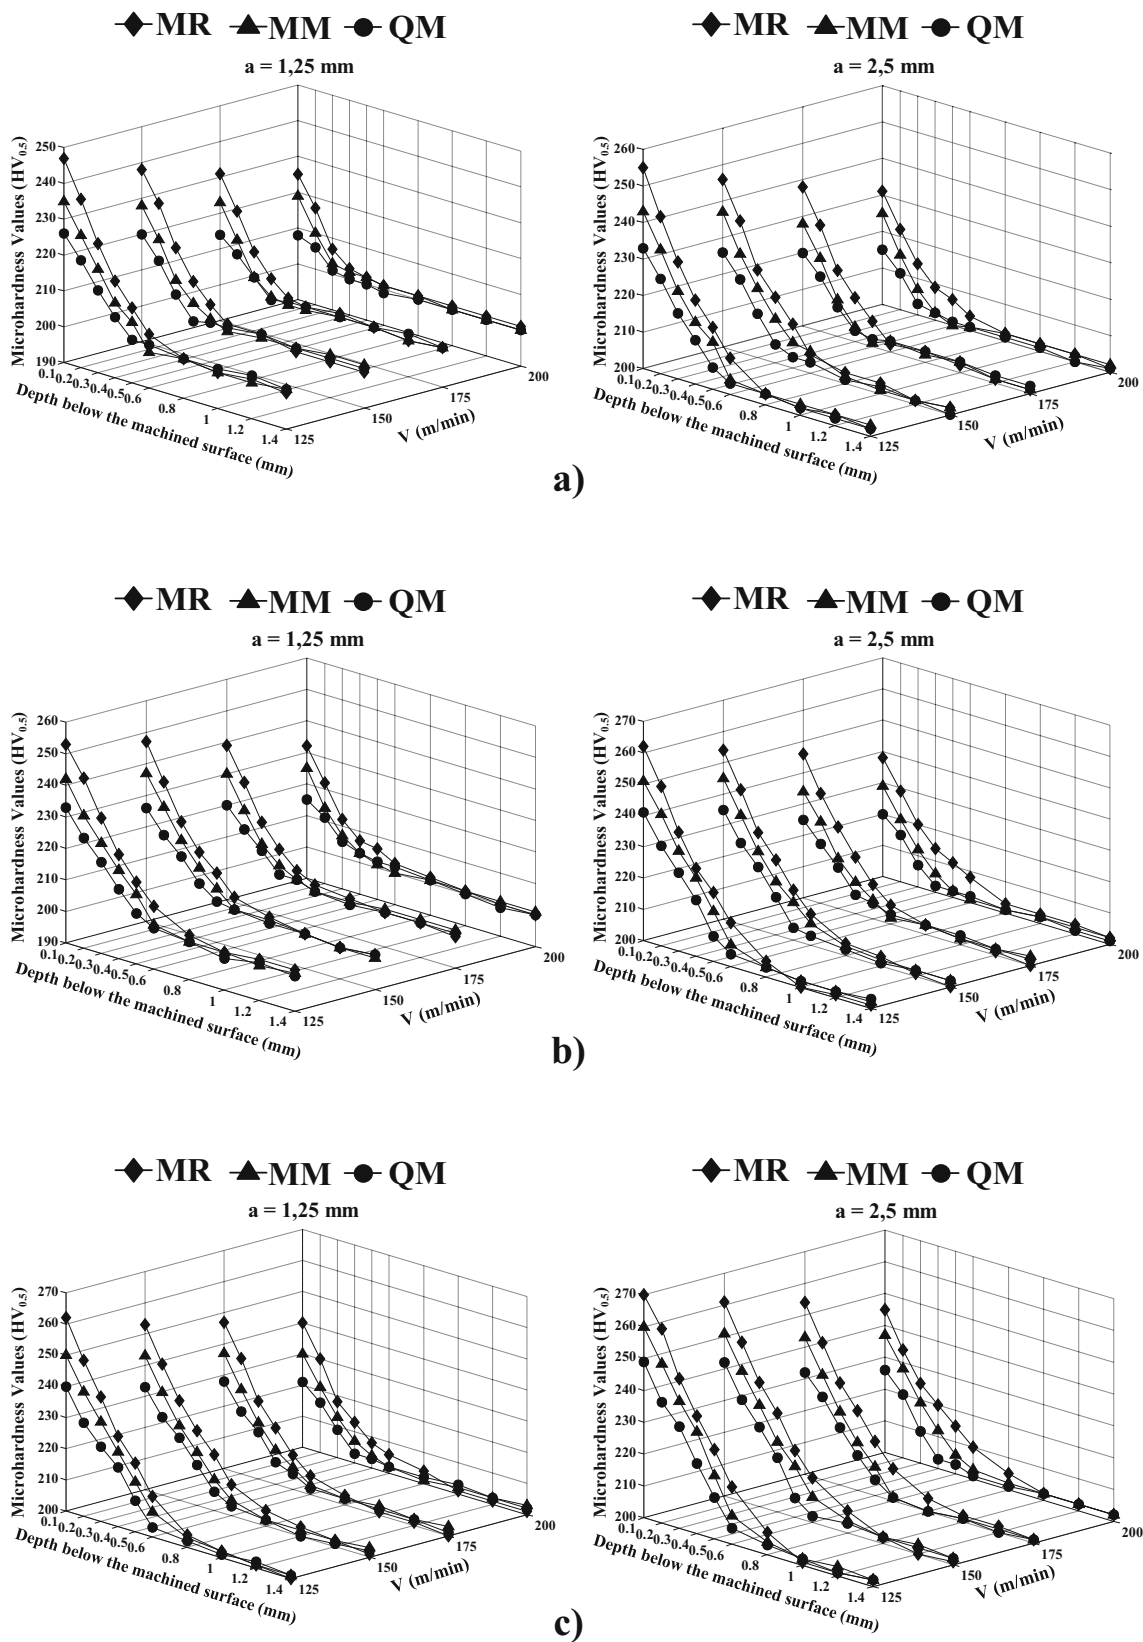 MR MM QM
a = 1,25 mm
Microhardness Values (HV0.5)
250
240
230
220
210
200
190
0.1 0.2 0.3 0.4 0.5 0.6 0.8 1 1.2 1.4
Depth below the machined surface (mm)
125 150 175 200
V (m/min)
MR MM QM
a = 2,5 mm
Microhardness Values (HV0.5)
260
250
240
230
220
210
200
0.1 0.2 0.3 0.4 0.5 0.6 0.8 1 1.2 1.4
Depth below the machined surface (mm)
125 150 175 200
V (m/min)
a)
MR MM QM
a = 1,25 mm
Microhardness Values (HV0.5)
260
250
240
230
220
210
200
190
0.1 0.2 0.3 0.4 0.5 0.6 0.8 1 1.2 1.4
Depth below the machined surface (mm)
125 150 175 200
V (m/min)
MR MM QM
a = 2,5 mm
Microhardness Values (HV0.5)
270
260
250
240
230
220
210
200
0.1 0.2 0.3 0.4 0.5 0.6 0.8 1 1.2 1.4
Depth below the machined surface (mm)
125 150 175 200
V (m/min)
b)
MR MM QM
a = 1,25 mm
Microhardness Values (HV0.5)
270
260
250
240
230
220
210
200
0.1 0.2 0.3 0.4 0.5 0.6 0.8 1 1.2 1.4
Depth below the machined surface (mm)
125 150 175 200
V (m/min)
MR MM QM
a = 2,5 mm
Microhardness Values (HV0.5)
270
260
250
240
230
220
210
200
0.1 0.2 0.3 0.4 0.5 0.6 0.8 1 1.2 1.4
Depth below the machined surface (mm)
125 150 175 200
V (m/min)
c)